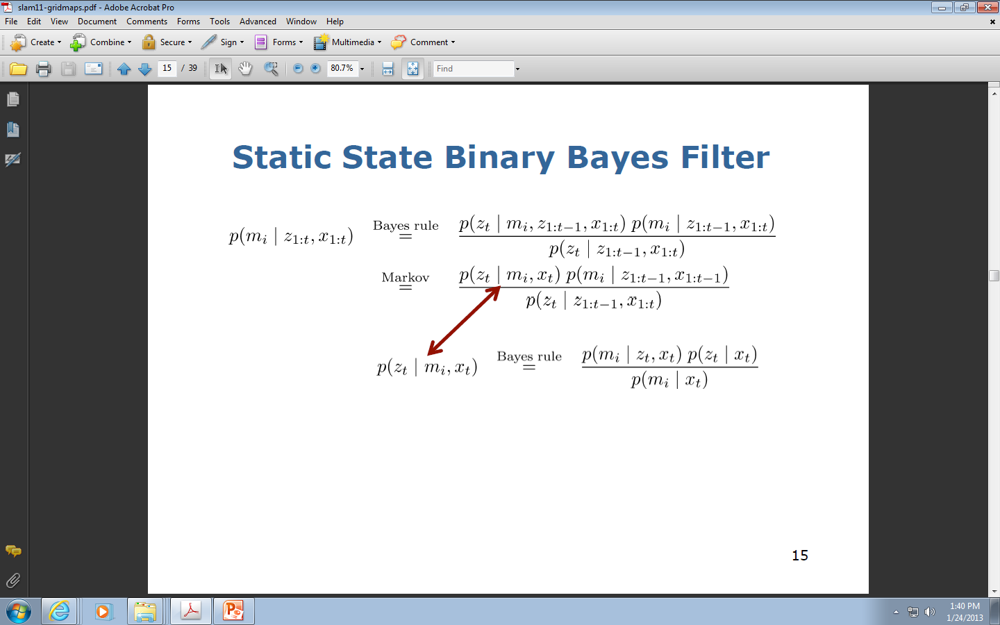 slam11-gridmaps.pdf - Adobe Acrobat Pro
File Edit View Document Comments Forms Tools Advanced Window Help
Create Combine Secure Sign Forms Multimedia Comment
15 / 39 80.7% Find
Static State Binary Bayes Filter
p(m_i | z_{1:t}, x_{1:t}) Bayes rule = p(z_t | m_i, z_{1:t−1}, x_{1:t}) p(m_i | z_{1:t−1}, x_{1:t})
p(z_t | z_{1:t−1}, x_{1:t})
Markov = p(z_t | m_i, x_t) p(m_i | z_{1:t−1}, x_{1:t−1})
p(z_t | z_{1:t−1}, x_{1:t})
p(z_t | m_i, x_t) Bayes rule = p(m_i | z_t, x_t) p(z_t | x_t)
p(m_i | x_t)
15
1:40 PM
1/24/2013